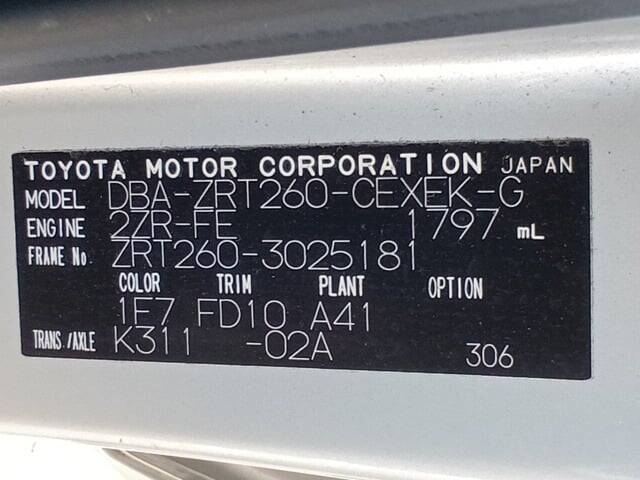 TOYOTA MOTOR CORPORATION JAPAN
MODEL DBA-ZRT260-CEXEK-G
ENGINE 2ZR-FE 1797 mL
FRAME No. ZRT260-3025181
COLOR TRIM PLANT OPTION
1F7 FD10 A41
TRANS./AXLE K311 -02A 306